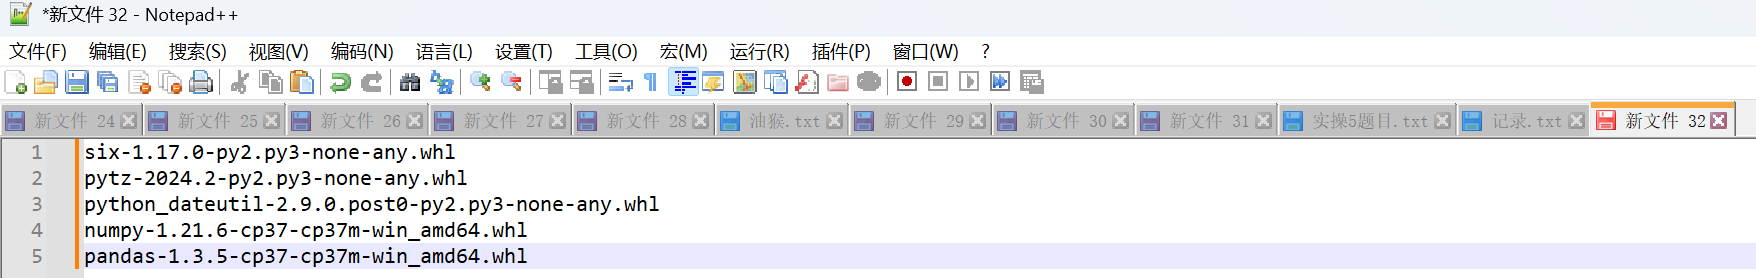 *新文件 32 - Notepad++
文件(F) 编辑(E) 搜索(S) 视图(V) 编码(N) 语言(L) 设置(T) 工具(O) 宏(M) 运行(R) 插件(P) 窗口(W) ?
新文件 24 新文件 25 新文件 26 新文件 27 新文件 28 油猴.txt 新文件 29 新文件 30 新文件 31 实操5题目.txt 记录.txt 新文件 32
1 six-1.17.0-py2.py3-none-any.whl
2 pytz-2024.2-py2.py3-none-any.whl
3 python_dateutil-2.9.0.post0-py2.py3-none-any.whl
4 numpy-1.21.6-cp37-cp37m-win_amd64.whl
5 pandas-1.3.5-cp37-cp37m-win_amd64.whl